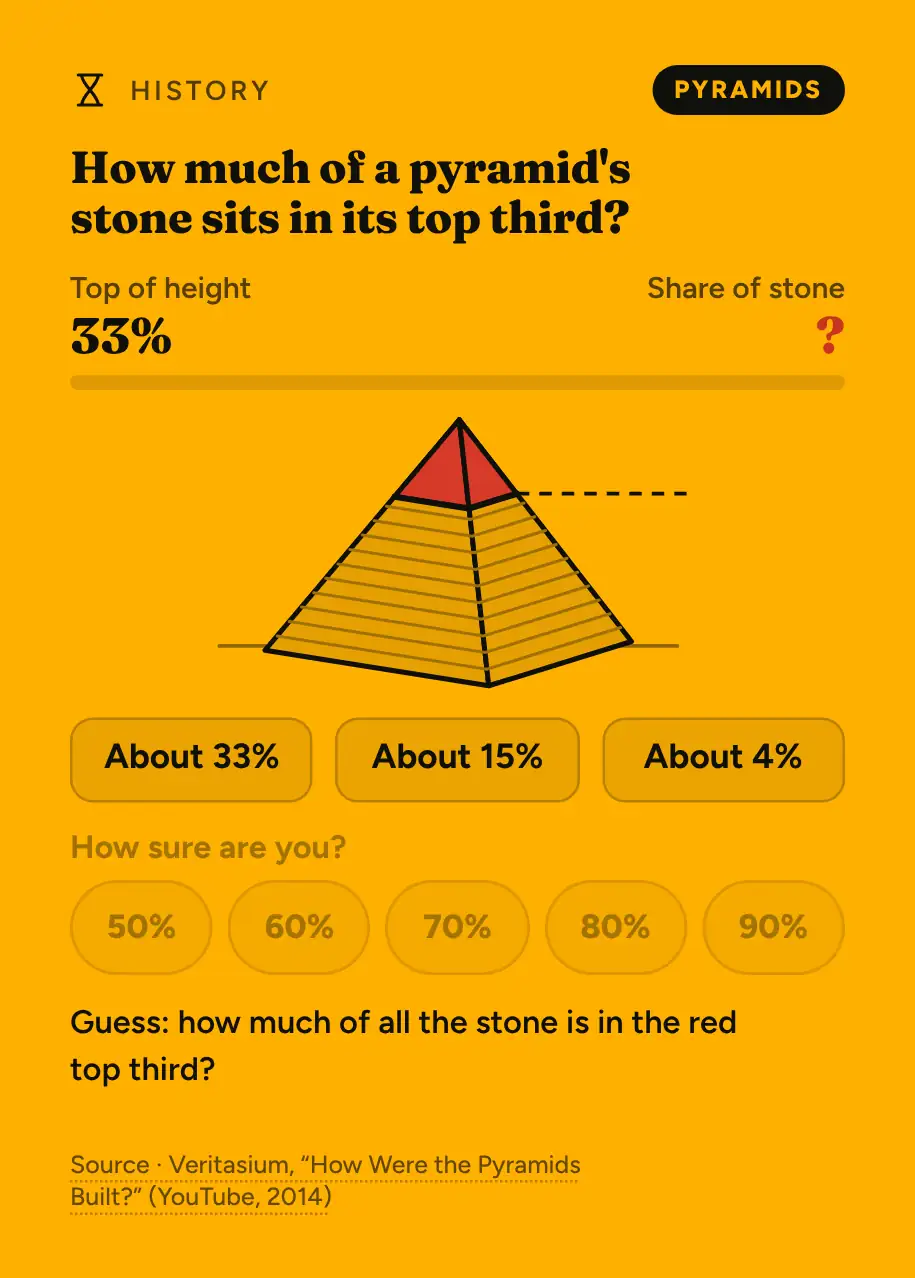 HISTORY
PYRAMIDS
How much of a pyramid's
stone sits in its top third?
Top of height
Share of stone
33%
?
About 33%
About 15%
About 4%
How sure are you?
50%
60%
70%
80%
90%
Guess: how much of all the stone is in the red
top third?
Source · Veritasium, “How Were the Pyramids
Built?” (YouTube, 2014)